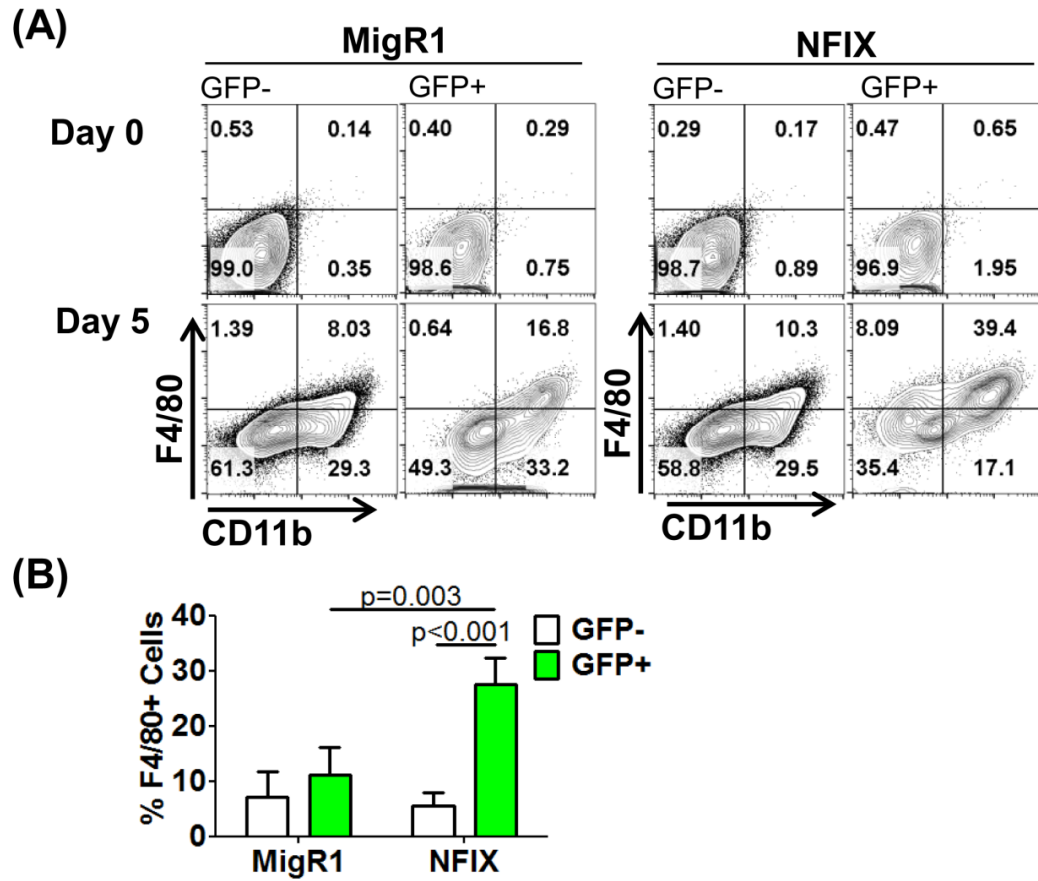 (A)
MigR1 NFIX
GFP- GFP+ GFP- GFP+
Day 0
0.53 0.14 0.40 0.29 0.29 0.17 0.47 0.65
99.0 0.35 98.6 0.75 98.7 0.89 96.9 1.95
Day 5
1.39 8.03 0.64 16.8 1.40 10.3 8.09 39.4
F4/80 F4/80
61.3 29.3 49.3 33.2 58.8 29.5 35.4 17.1
CD11b CD11b
(B)
p=0.003
p<0.001
GFP-
GFP+
% F4/80+ Cells
40
30
20
10
0
MigR1 NFIX